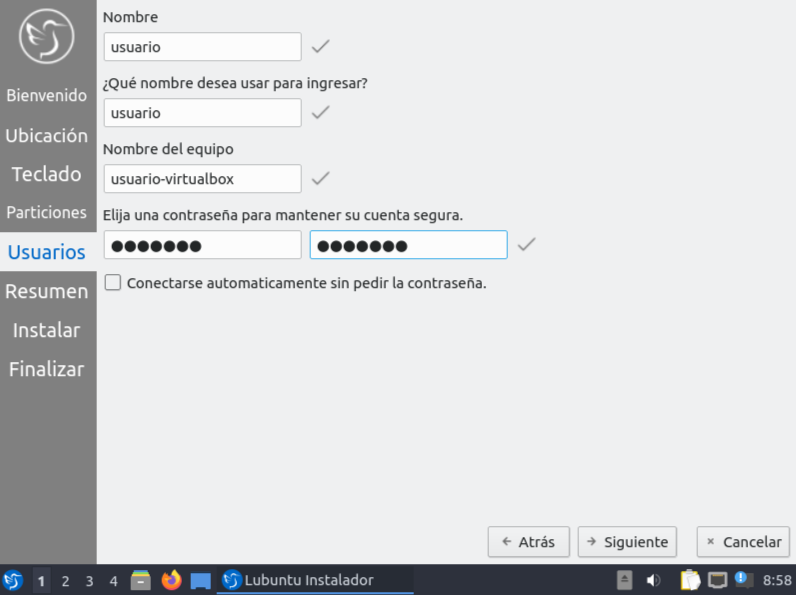 Bienvenido
Ubicación
Teclado
Particiones
Usuarios
Resumen
Instalar
Finalizar
Nombre
usuario
¿Qué nombre desea usar para ingresar?
usuario
Nombre del equipo
usuario-virtualbox
Elija una contraseña para mantener su cuenta segura.
●●●●●●● ●●●●●●●
Conectarse automaticamente sin pedir la contraseña.
Atrás Siguiente Cancelar
1 2 3 4 Lubuntu Instalador 8:58